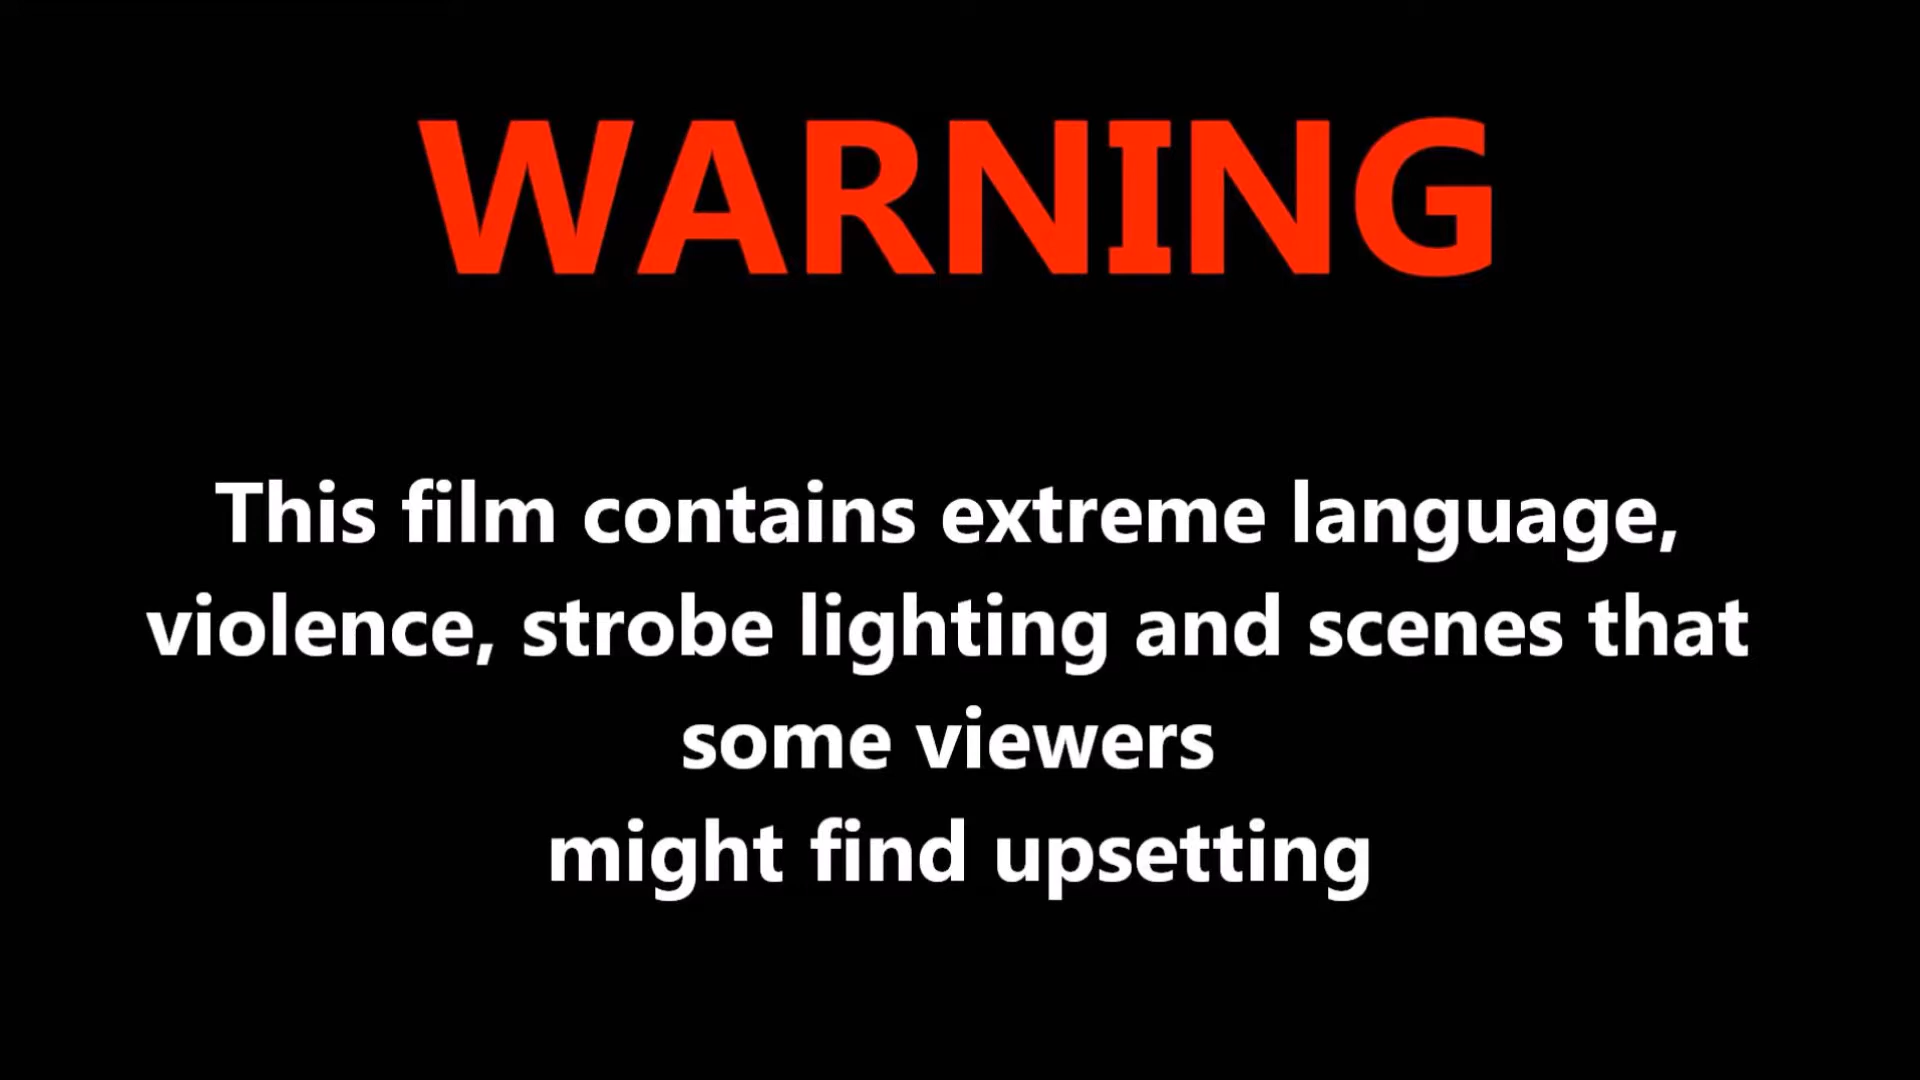 WARNING
This film contains extreme language,
violence, strobe lighting and scenes that
some viewers
might find upsetting